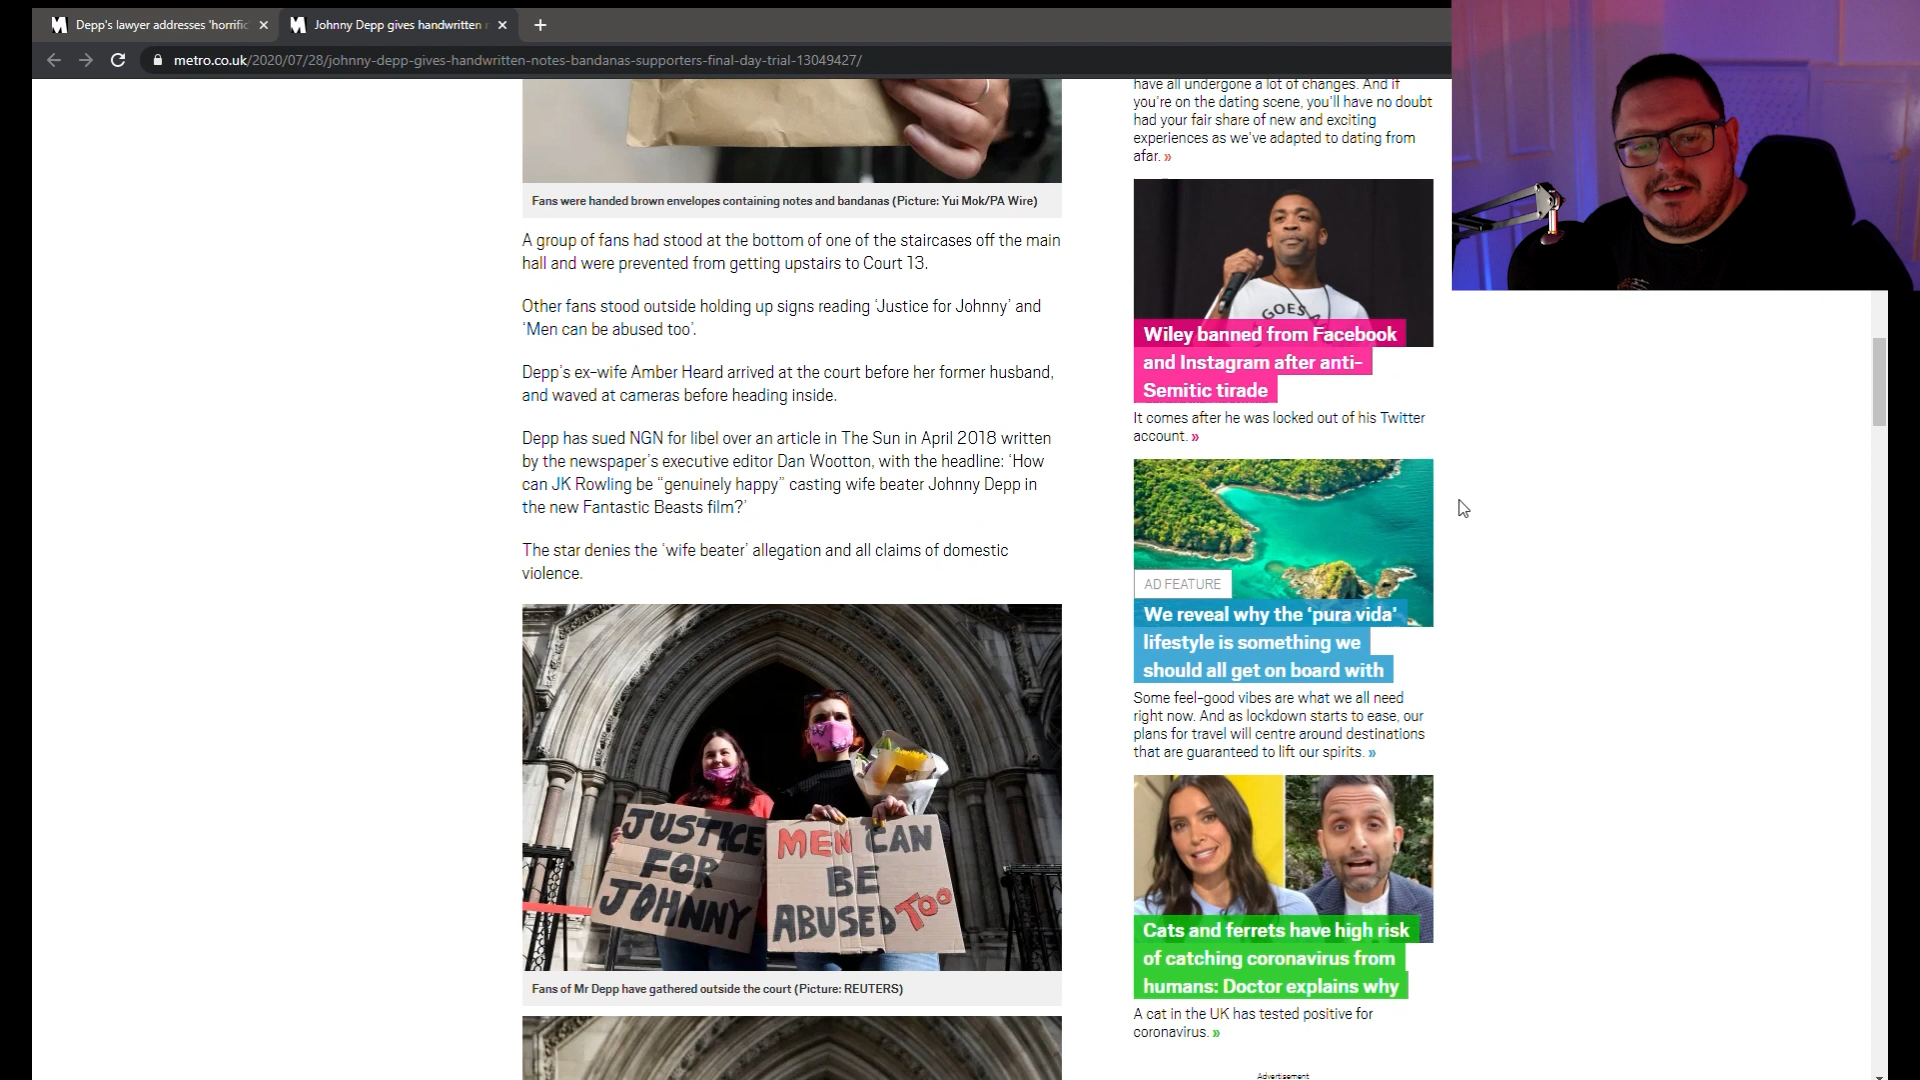 Depp's lawyer addresses 'horrific
Johnny Depp gives handwritten
metro.co.uk/2020/07/28/johnny-depp-gives-handwritten-notes-bandanas-supporters-final-day-trial-13049427/
Fans were handed brown envelopes containing notes and bandanas (Picture: Yui Mok/PA Wire)
A group of fans had stood at the bottom of one of the staircases off the main
hall and were prevented from getting upstairs to Court 13.
Other fans stood outside holding up signs reading ‘Justice for Johnny’ and
‘Men can be abused too’.
Depp’s ex-wife Amber Heard arrived at the court before her former husband,
and waved at cameras before heading inside.
Depp has sued NGN for libel over an article in The Sun in April 2018 written
by the newspaper’s executive editor Dan Wootton, with the headline: ‘How
can JK Rowling be “genuinely happy” casting wife beater Johnny Depp in
the new Fantastic Beasts film?’
The star denies the ‘wife beater’ allegation and all claims of domestic
violence.
JUSTICE
FOR
JOHNNY
MEN CAN
BE
ABUSED TOO
Fans of Mr Depp have gathered outside the court (Picture: REUTERS)
have all undergone a lot of changes. And if
you’re on the dating scene, you’ll have no doubt
had your fair share of new and exciting
experiences as we’ve adapted to dating from
afar. »
GOES
Wiley banned from Facebook
and Instagram after anti-
Semitic tirade
It comes after he was locked out of his Twitter
account. »
AD FEATURE
We reveal why the ‘pura vida’
lifestyle is something we
should all get on board with
Some feel-good vibes are what we all need
right now. And as lockdown starts to ease, our
plans for travel will centre around destinations
that are guaranteed to lift our spirits. »
Cats and ferrets have high risk
of catching coronavirus from
humans: Doctor explains why
A cat in the UK has tested positive for
coronavirus. »
Advertisement